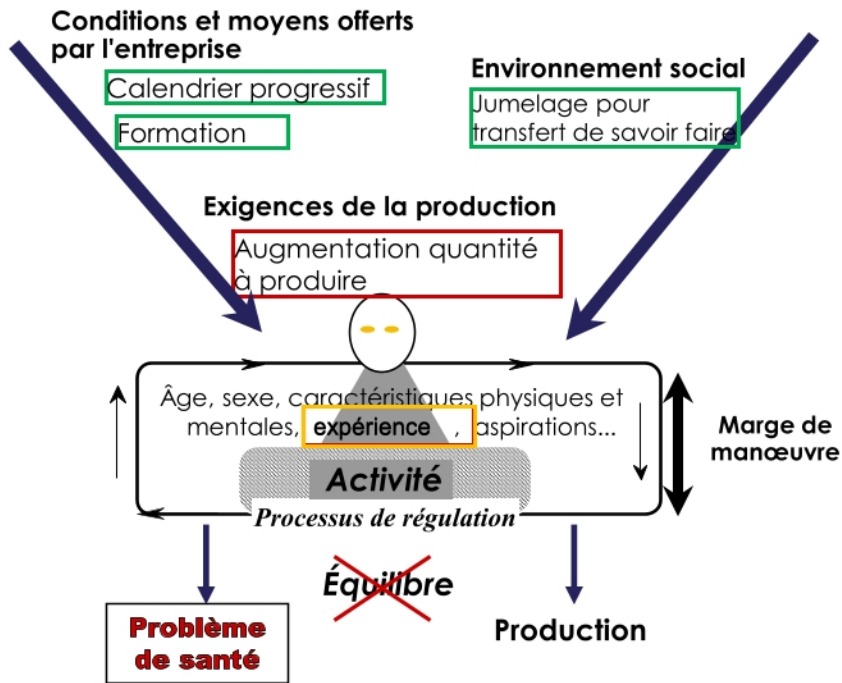 Conditions et moyens offerts
par l'entreprise
Calendrier progressif
Formation
Environnement social
Jumelage pour
transfert de savoir faire
Exigences de la production
Augmentation quantité
à produire
Âge, sexe, caractéristiques physiques et
mentales, expérience , aspirations...
Activité
Processus de régulation
Marge de
manœuvre
Équilibre
Problème
de santé
Production